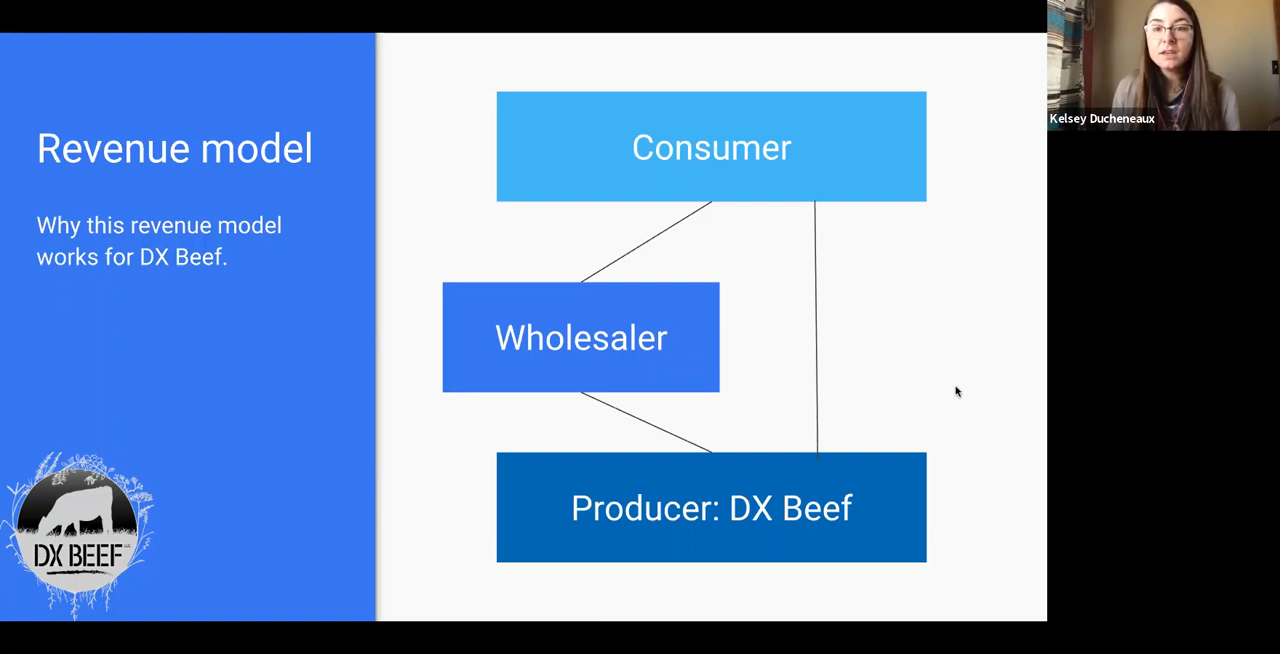 Revenue model
Why this revenue model
works for DX Beef.
Consumer
Wholesaler
Producer: DX Beef
DX BEEF
Kelsey Ducheneaux